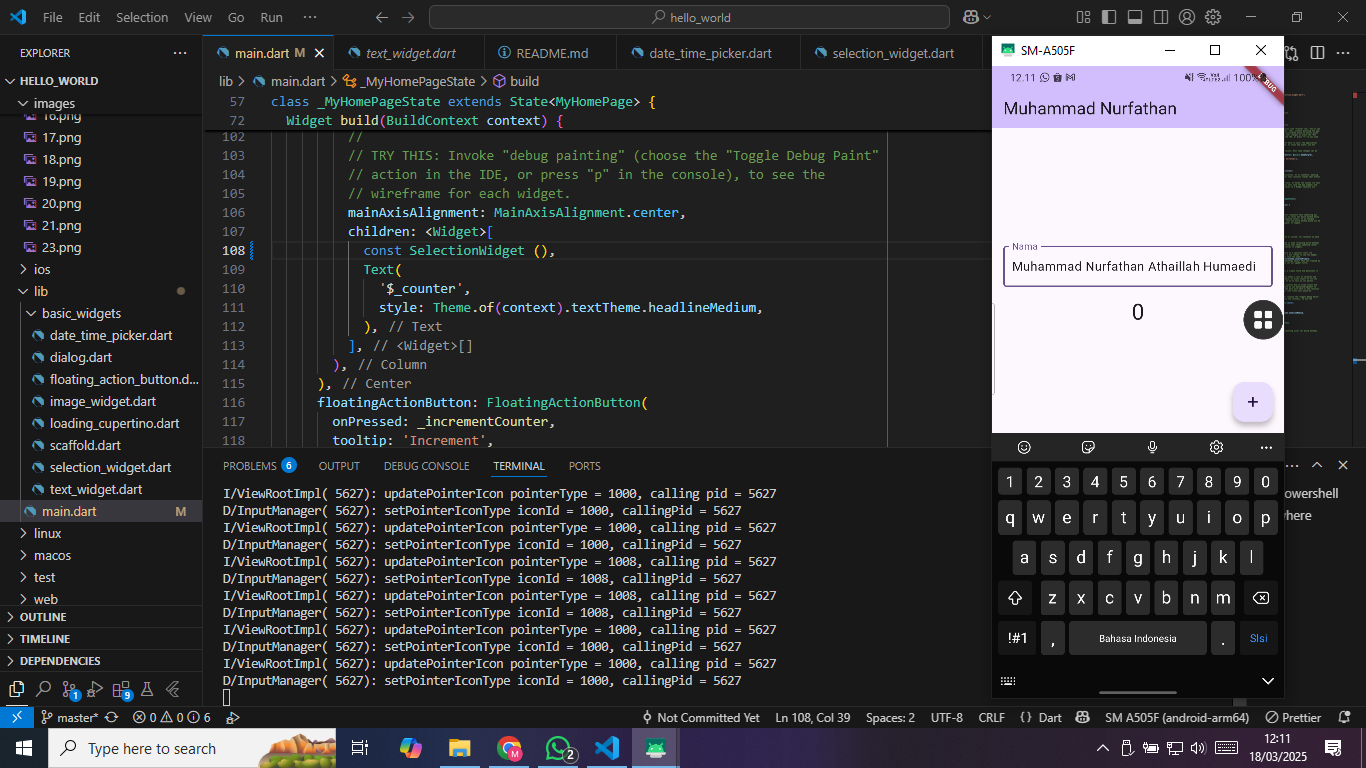 File Edit Selection View Go Run ··· hello_world
EXPLORER ···
HELLO_WORLD
images
16.png
17.png
18.png
19.png
20.png
21.png
23.png
ios
lib
basic_widgets
date_time_picker.dart
dialog.dart
floating_action_button.d...
image_widget.dart
loading_cupertino.dart
scaffold.dart
selection_widget.dart
text_widget.dart
main.dart M
linux
macos
test
web
OUTLINE
TIMELINE
DEPENDENCIES
1 9
main.dart M text_widget.dart README.md date_time_picker.dart selection_widget.dart
lib > main.dart > _MyHomePageState > build
57 class _MyHomePageState extends State<MyHomePage> {
72 Widget build(BuildContext context) {
102 //
103 // TRY THIS: Invoke "debug painting" (choose the "Toggle Debug Paint"
104 // action in the IDE, or press "p" in the console), to see the
105 // wireframe for each widget.
106 mainAxisAlignment: MainAxisAlignment.center,
107 children: <Widget>[
108 const SelectionWidget (),
109 Text(
110 '$_counter',
111 style: Theme.of(context).textTheme.headlineMedium,
112 ), // Text
113 ], // <Widget>[]
114 ), // Column
115 ), // Center
116 floatingActionButton: FloatingActionButton(
117 onPressed: _incrementCounter,
118 tooltip: 'Increment',
PROBLEMS 6 OUTPUT DEBUG CONSOLE TERMINAL PORTS
I/ViewRootImpl( 5627): updatePointerIcon pointerType = 1000, calling pid = 5627
D/InputManager( 5627): setPointerIconType iconId = 1000, callingPid = 5627
I/ViewRootImpl( 5627): updatePointerIcon pointerType = 1000, calling pid = 5627
D/InputManager( 5627): setPointerIconType iconId = 1000, callingPid = 5627
I/ViewRootImpl( 5627): updatePointerIcon pointerType = 1008, calling pid = 5627
D/InputManager( 5627): setPointerIconType iconId = 1008, callingPid = 5627
I/ViewRootImpl( 5627): updatePointerIcon pointerType = 1008, calling pid = 5627
D/InputManager( 5627): setPointerIconType iconId = 1008, callingPid = 5627
I/ViewRootImpl( 5627): updatePointerIcon pointerType = 1000, calling pid = 5627
D/InputManager( 5627): setPointerIconType iconId = 1000, callingPid = 5627
I/ViewRootImpl( 5627): updatePointerIcon pointerType = 1000, calling pid = 5627
D/InputManager( 5627): setPointerIconType iconId = 1000, callingPid = 5627
owershell
here
SM-A505F
12.11 100%
Muhammad Nurfathan
Nama
Muhammad Nurfathan Athaillah Humaedi
0
+
1 2 3 4 5 6 7 8 9 0
q w e r t y u i o p
a s d f g h j k l
z x c v b n m
!#1 , Bahasa Indonesia . Slsi
master* 0 0 6 Not Committed Yet Ln 108, Col 39 Spaces: 2 UTF-8 CRLF {} Dart SM A505F (android-arm64) Prettier
Type here to search
M 2
12:11
18/03/2025